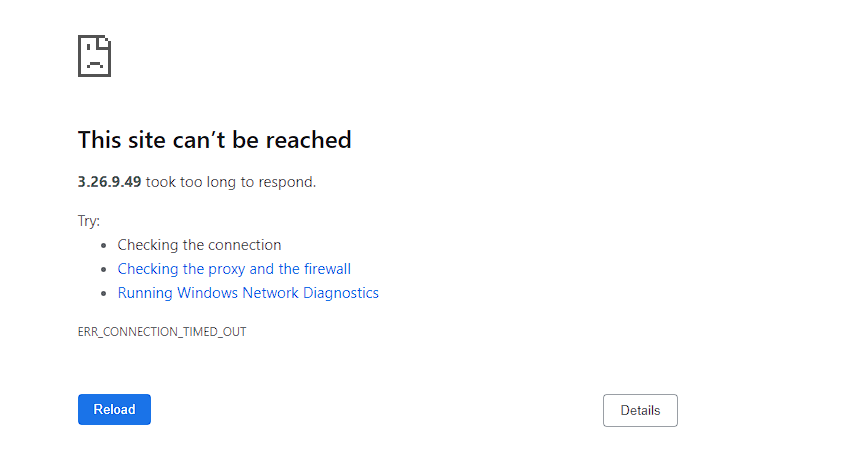 This site can’t be reached
3.26.9.49 took too long to respond.
Try:
Checking the connection
Checking the proxy and the firewall
Running Windows Network Diagnostics
ERR_CONNECTION_TIMED_OUT
Reload
Details